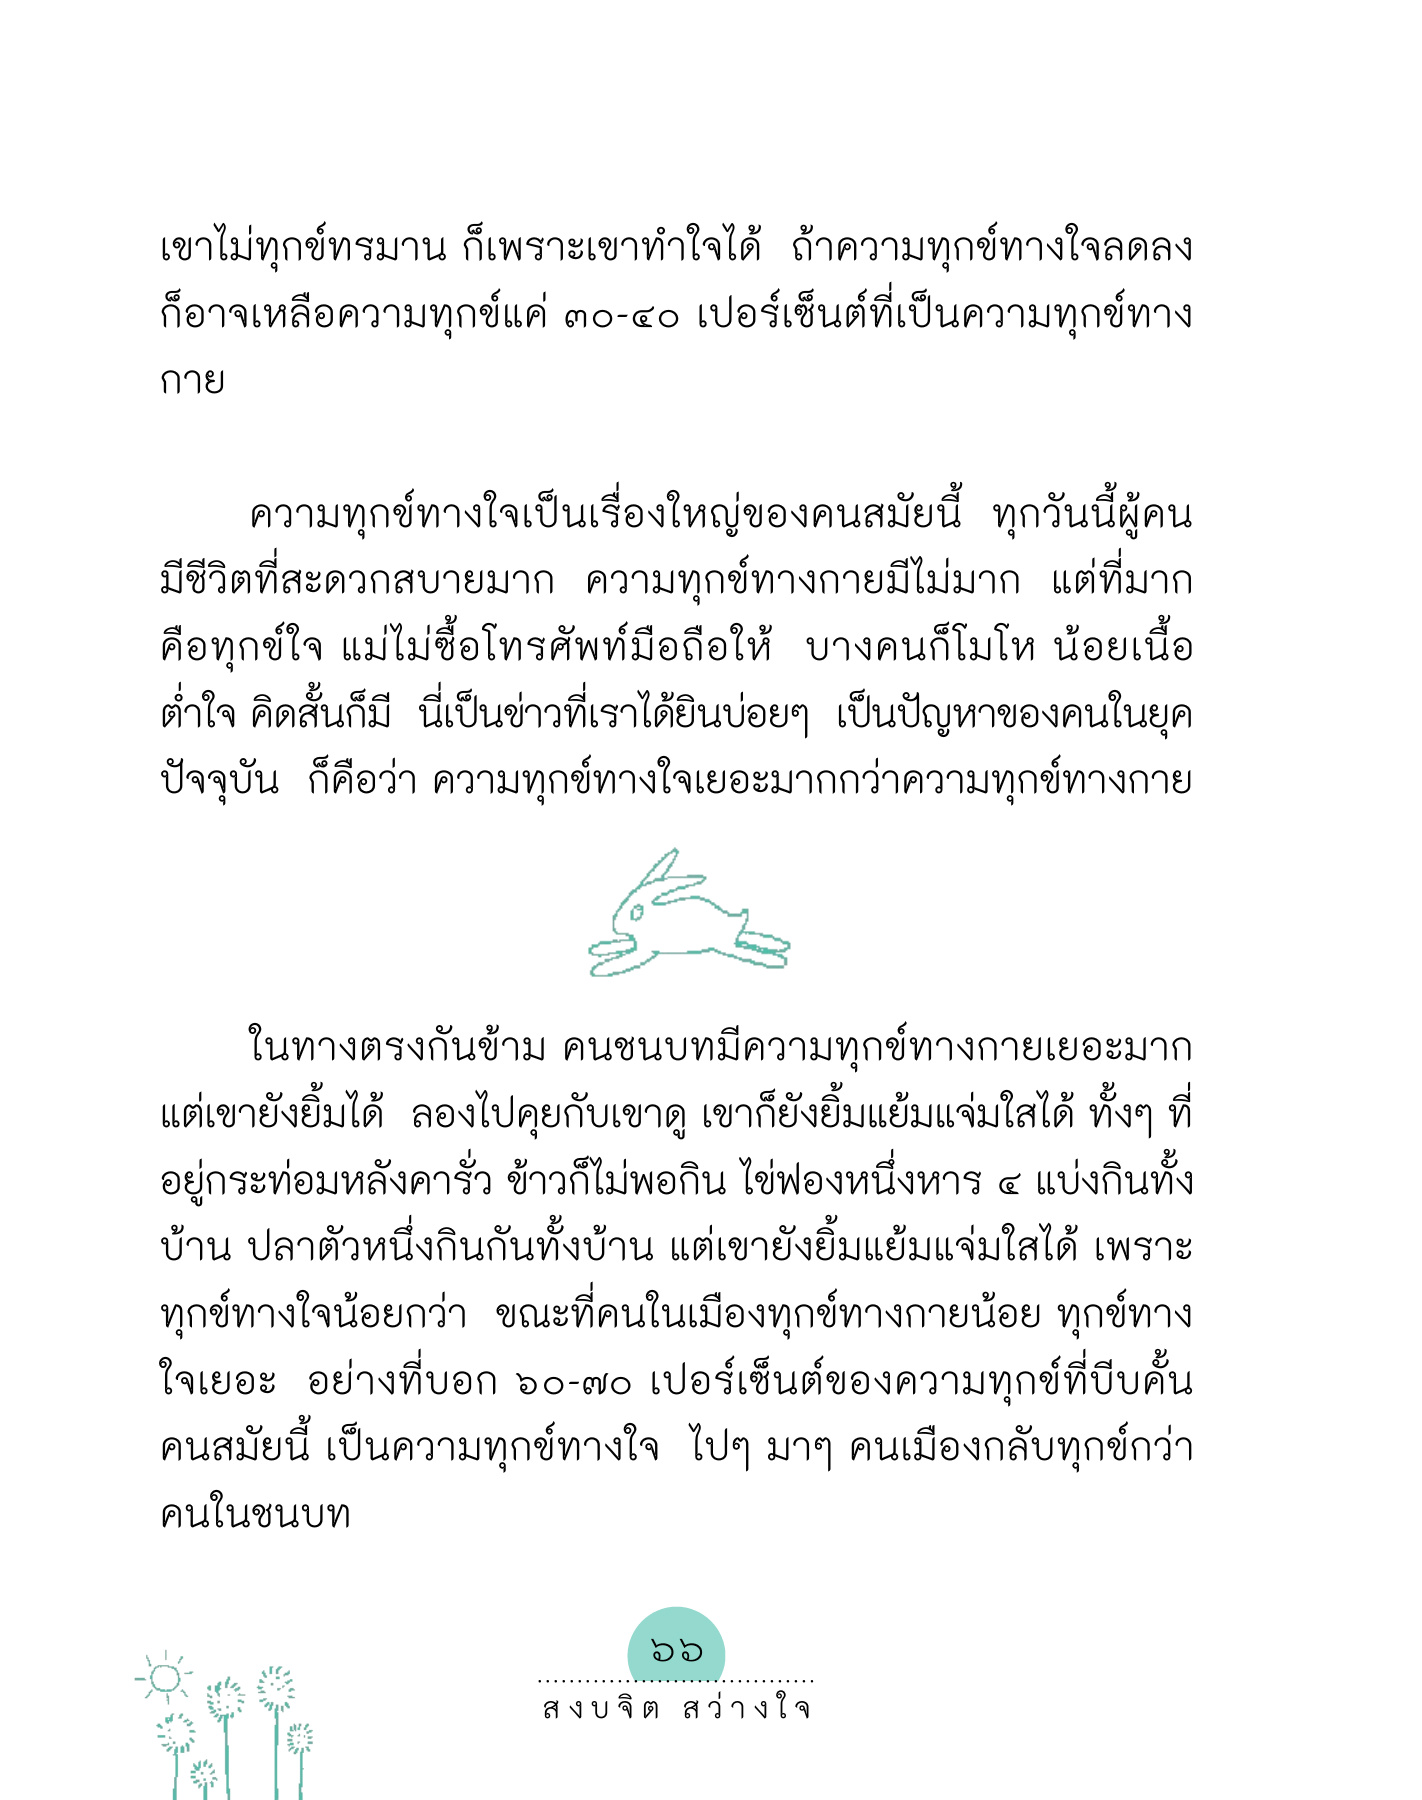 เขาไม่ทุกข์ทรมาน ก็เพราะเขาทำใจได้  ถ้าความทุกข์ทางใจลดลง
ก็อาจเหลือความทุกข์แค่ ๓๐-๔๐ เปอร์เซ็นต์ที่เป็นความทุกข์ทาง
กาย
ความทุกข์ทางใจเป็นเรื่องใหญ่ของคนสมัยนี้  ทุกวันนี้ผู้คน
มีชีวิตที่สะดวกสบายมาก  ความทุกข์ทางกายมีไม่มาก  แต่ที่มาก
คือทุกข์ใจ แม่ไม่ซื้อโทรศัพท์มือถือให้  บางคนก็โมโห น้อยเนื้อ
ต่ำใจ คิดสั้นก็มี  นี่เป็นข่าวที่เราได้ยินบ่อยๆ  เป็นปัญหาของคนในยุค
ปัจจุบัน  ก็คือว่า ความทุกข์ทางใจเยอะมากกว่าความทุกข์ทางกาย
ในทางตรงกันข้าม คนชนบทมีความทุกข์ทางกายเยอะมาก
แต่เขายังยิ้มได้  ลองไปคุยกับเขาดู เขาก็ยังยิ้มแย้มแจ่มใสได้ ทั้งๆ ที่
อยู่กระท่อมหลังคารั่ว ข้าวก็ไม่พอกิน ไข่ฟองหนึ่งหาร ๔ แบ่งกินทั้ง
บ้าน ปลาตัวหนึ่งกินกันทั้งบ้าน แต่เขายังยิ้มแย้มแจ่มใสได้ เพราะ
ทุกข์ทางใจน้อยกว่า  ขณะที่คนในเมืองทุกข์ทางกายน้อย ทุกข์ทาง
ใจเยอะ  อย่างที่บอก ๖๐-๗๐ เปอร์เซ็นต์ของความทุกข์ที่บีบคั้น
คนสมัยนี้ เป็นความทุกข์ทางใจ  ไปๆ มาๆ คนเมืองกลับทุกข์กว่า
คนในชนบท
๖๖
สงบจิต สว่างใจ